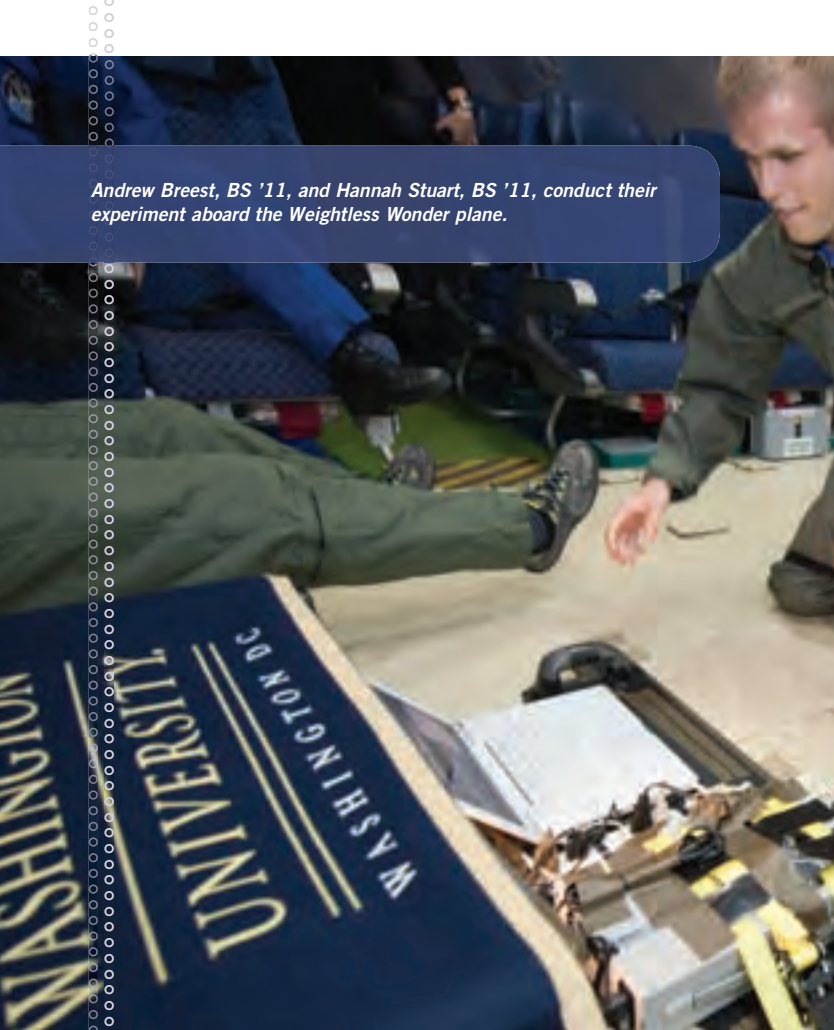 Andrew Breest, BS ’11, and Hannah Stuart, BS ’11, conduct their
experiment aboard the Weightless Wonder plane.
WASHINGTON
UNIVERSITY
WASHINGTON DC